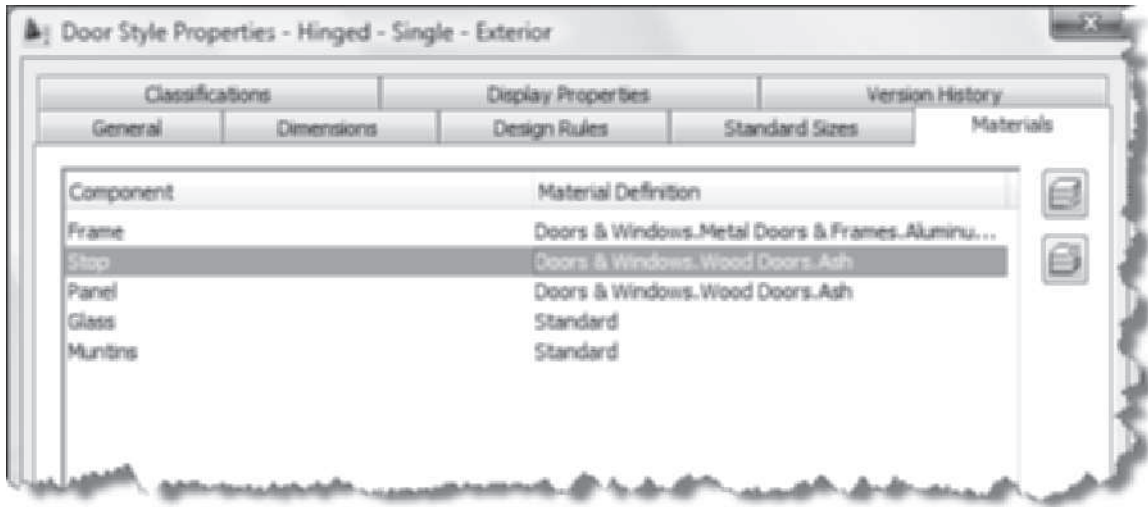 Door Style Properties - Hinged - Single - Exterior
Classifications Display Properties Version History
General Dimensions Design Rules Standard Sizes Materials
Component Material Definition
Frame Doors & Windows.Metal Doors & Frames.Aluminu...
Stop Doors & Windows.Wood Doors.Ash
Panel Doors & Windows.Wood Doors.Ash
Glass Standard
Muntins Standard